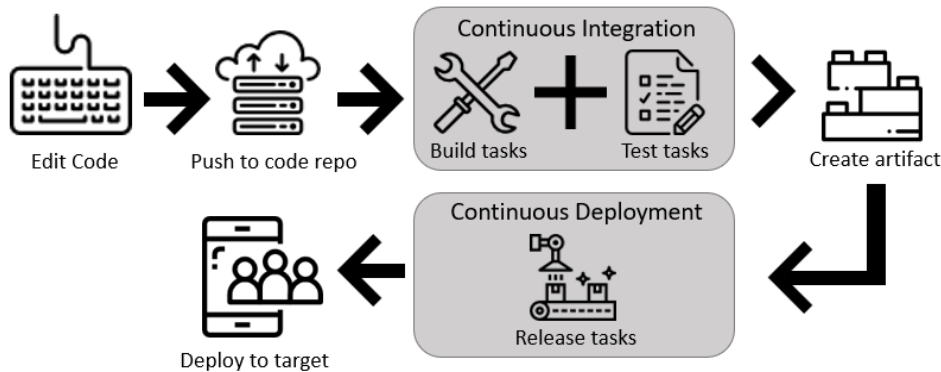 Continuous Integration
Edit Code
Push to code repo
Build tasks
Test tasks
Create artifact
Continuous Deployment
Release tasks
Deploy to target